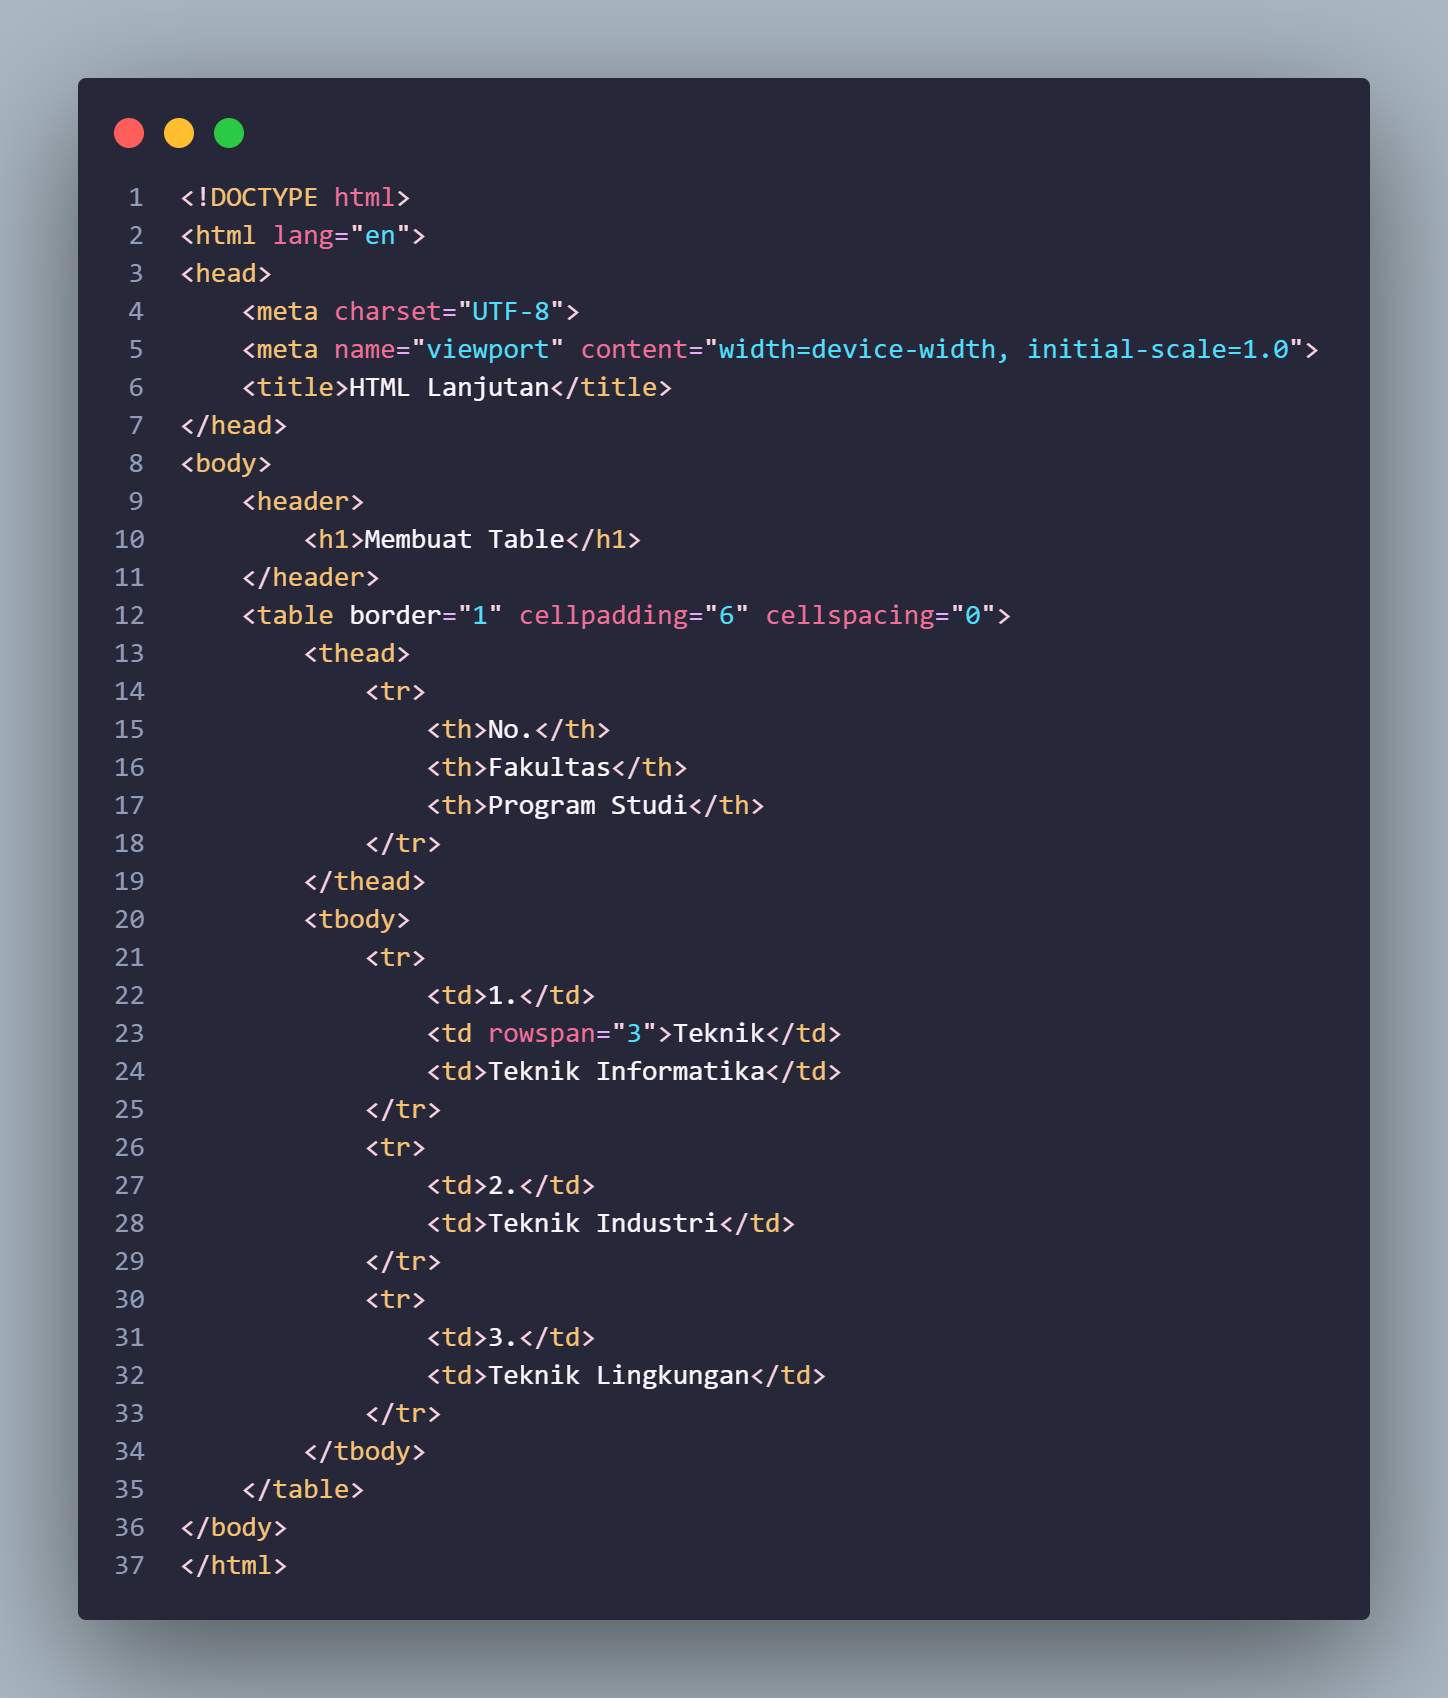 1 <!DOCTYPE html>
2 <html lang="en">
3 <head>
4     <meta charset="UTF-8">
5     <meta name="viewport" content="width=device-width, initial-scale=1.0">
6     <title>HTML Lanjutan</title>
7 </head>
8 <body>
9     <header>
10         <h1>Membuat Table</h1>
11     </header>
12     <table border="1" cellpadding="6" cellspacing="0">
13         <thead>
14             <tr>
15                 <th>No.</th>
16                 <th>Fakultas</th>
17                 <th>Program Studi</th>
18             </tr>
19         </thead>
20         <tbody>
21             <tr>
22                 <td>1.</td>
23                 <td rowspan="3">Teknik</td>
24                 <td>Teknik Informatika</td>
25             </tr>
26             <tr>
27                 <td>2.</td>
28                 <td>Teknik Industri</td>
29             </tr>
30             <tr>
31                 <td>3.</td>
32                 <td>Teknik Lingkungan</td>
33             </tr>
34         </tbody>
35     </table>
36 </body>
37 </html>